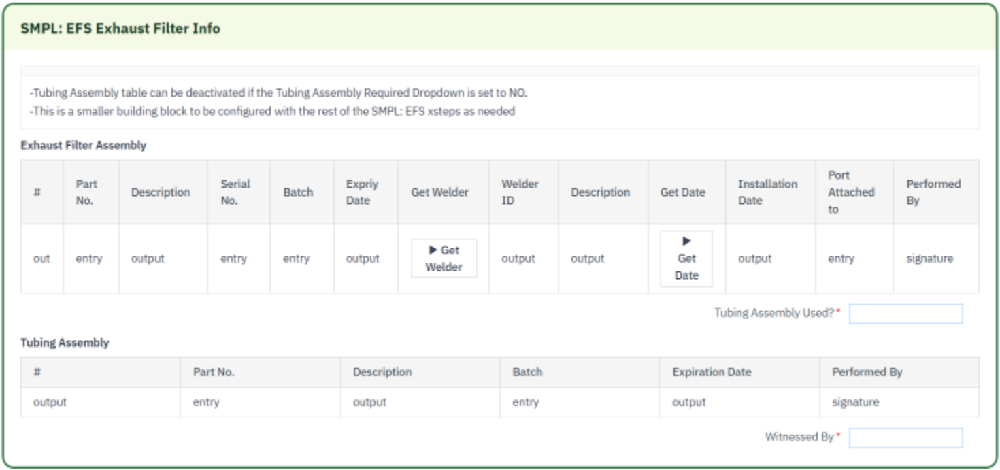 SMPL: EFS Exhaust Filter Info
-Tubing Assembly table can be deactivated if the Tubing Assembly Required Dropdown is set to NO.
-This is a smaller building block to be configured with the rest of the SMPL: EFS xsteps as needed
Exhaust Filter Assembly
# Part No. Description Serial No. Batch Expriy Date Get Welder Welder ID Description Get Date Installation Date Port Attached to Performed By
out entry output entry entry output ▶ Get Welder output output ▶ Get Date output entry signature
Tubing Assembly Used?*
Tubing Assembly
# Part No. Description Batch Expiration Date Performed By
output entry output entry output signature
Witnessed By*